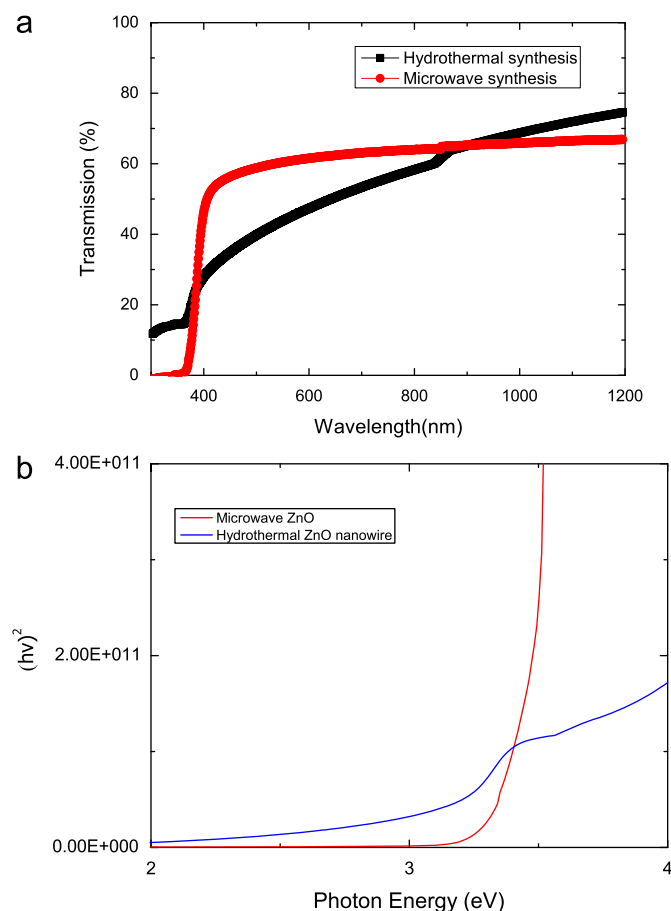 a
100
80
60
40
20
0
Transmission (%)
Hydrothermal synthesis
Microwave synthesis
400
600
800
1000
1200
Wavelength(nm)
b
4.00E+011
2.00E+011
0.00E+000
(hv)²
Microwave ZnO
Hydrothermal ZnO nanowire
2
3
4
Photon Energy (eV)